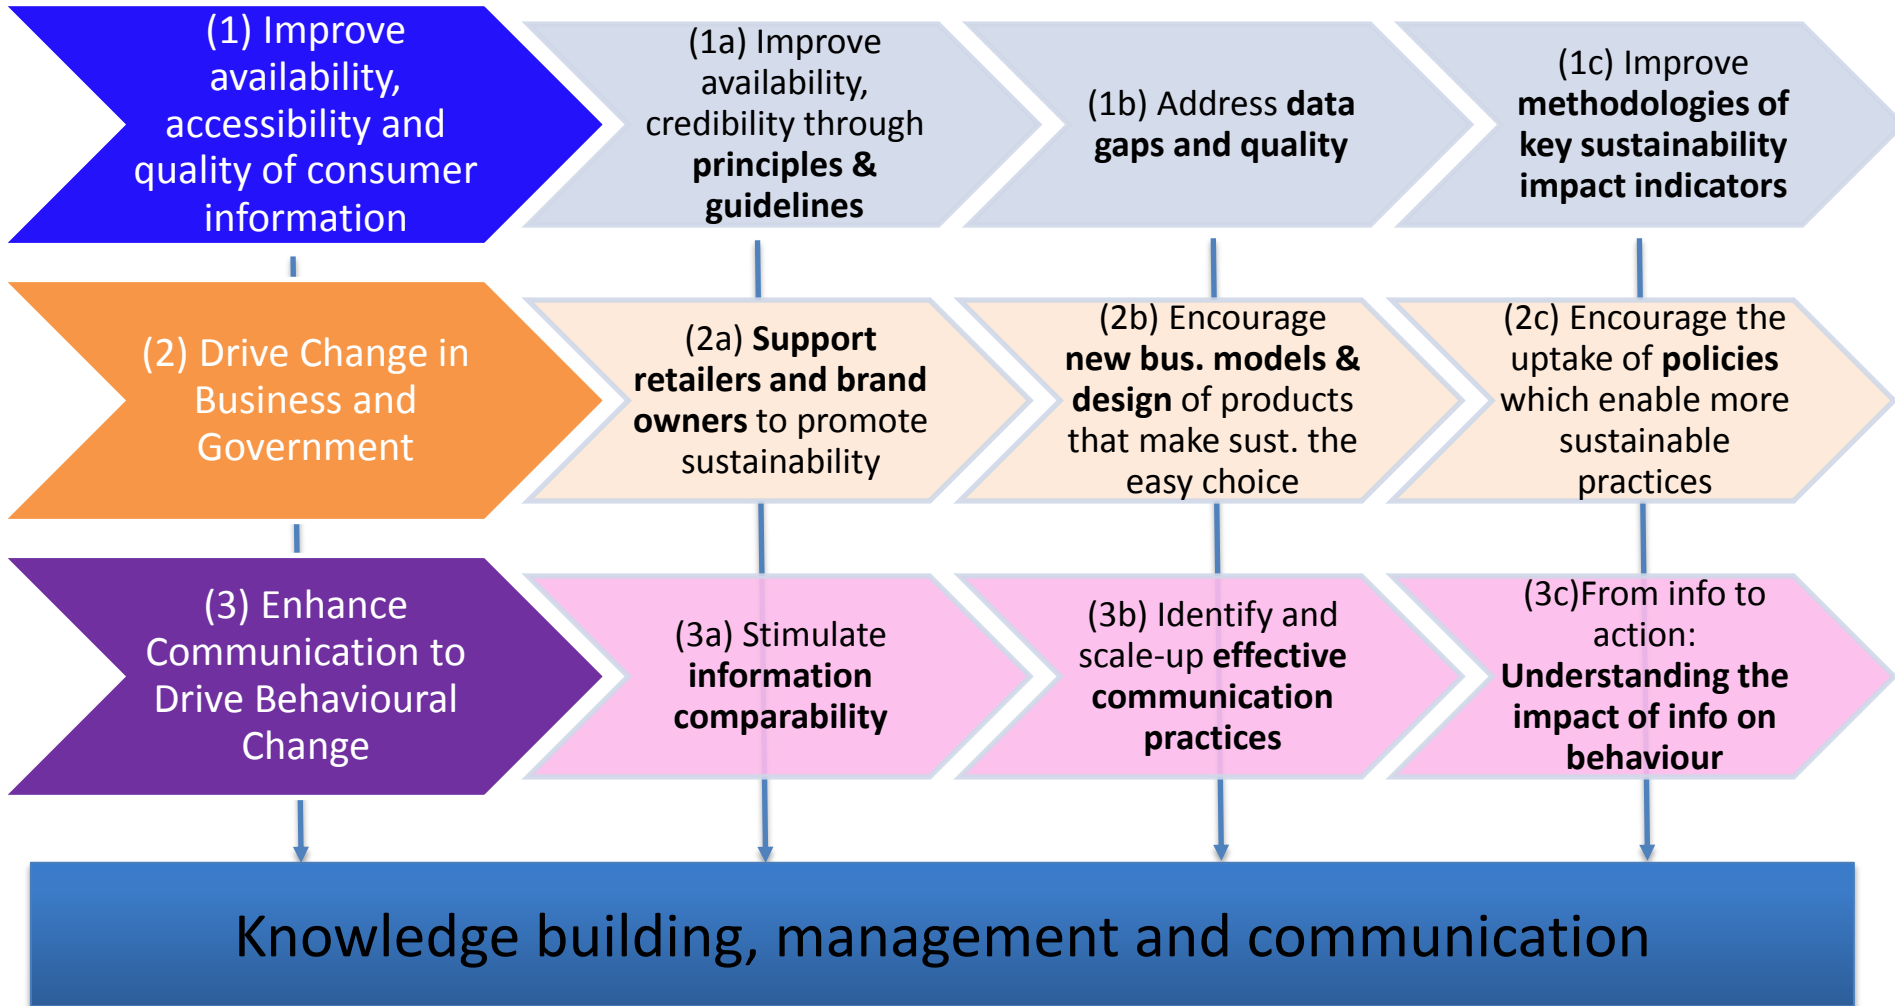 (1) Improve
availability,
accessibility and
quality of consumer
information
(1a) Improve
availability,
credibility through
principles &
guidelines
(1b) Address data
gaps and quality
(1c) Improve
methodologies of
key sustainability
impact indicators
(2) Drive Change in
Business and
Government
(2a) Support
retailers and brand
owners to promote
sustainability
(2b) Encourage
new bus. models &
design of products
that make sust. the
easy choice
(2c) Encourage the
uptake of policies
which enable more
sustainable
practices
(3) Enhance
Communication to
Drive Behavioural
Change
(3a) Stimulate
information
comparability
(3b) Identify and
scale-up effective
communication
practices
(3c)From info to
action:
Understanding the
impact of info on
behaviour
Knowledge building, management and communication